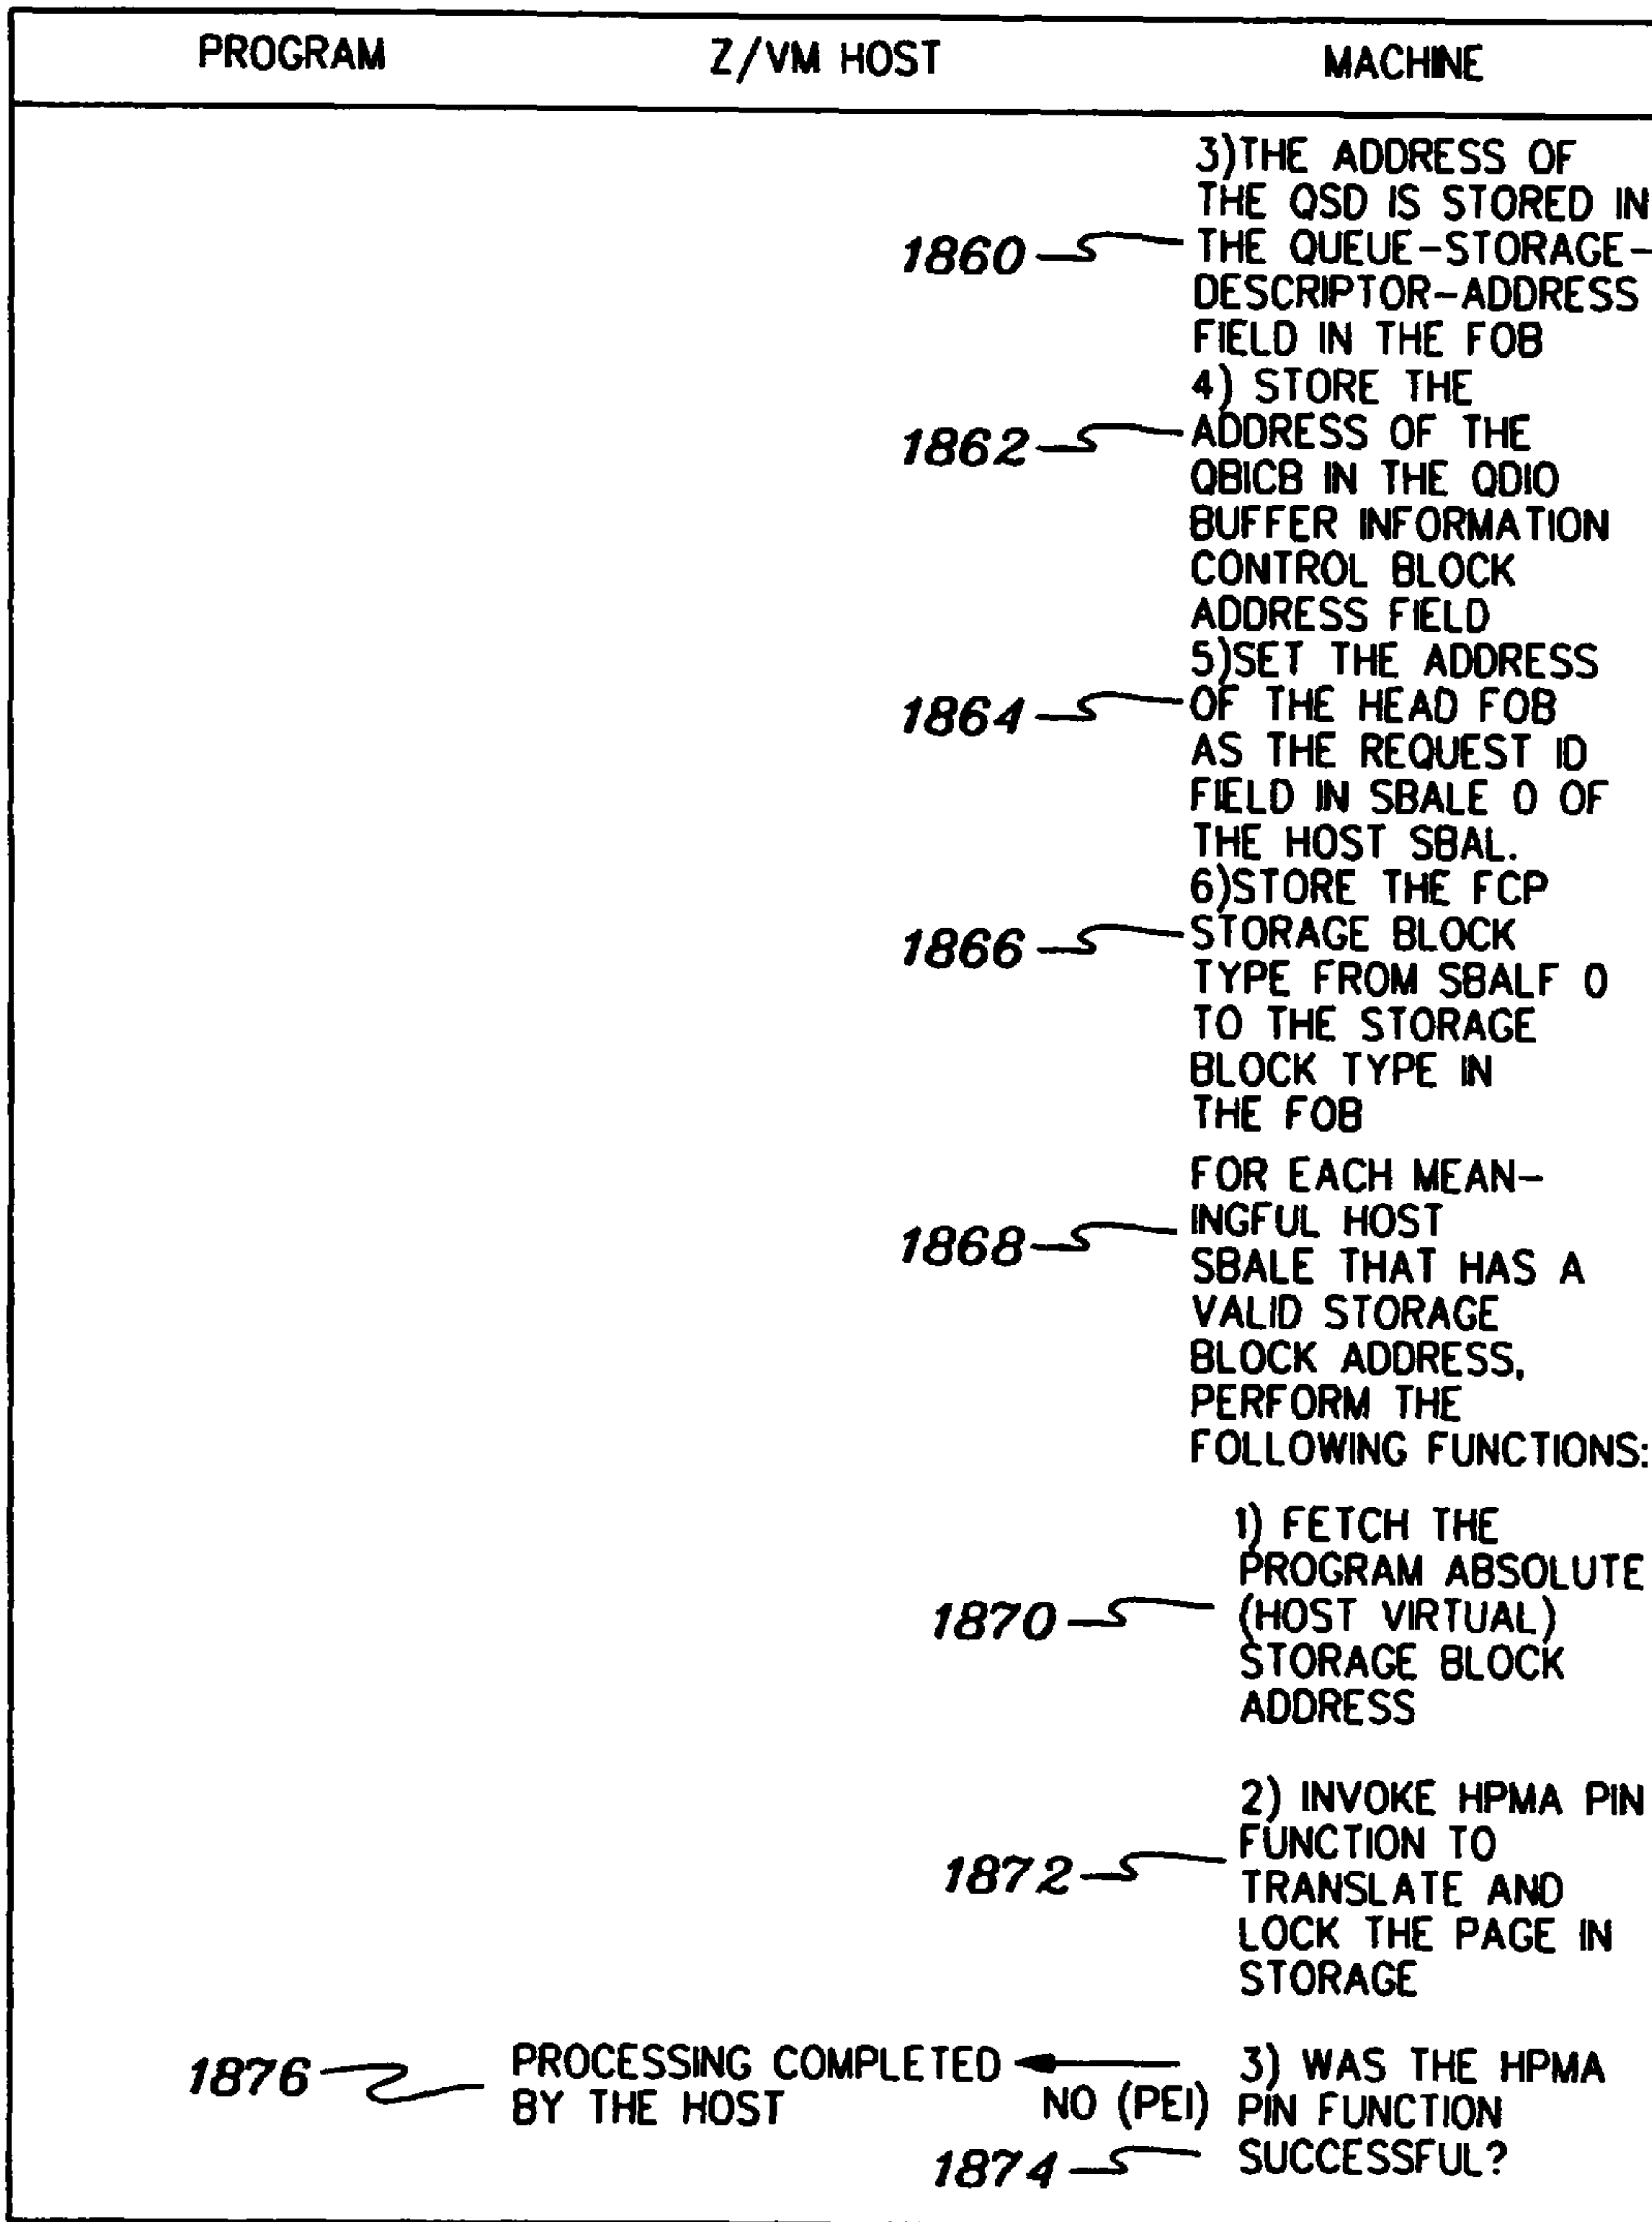 PROGRAM Z/VM HOST MACHINE
3)THE ADDRESS OF
THE QSD IS STORED IN
1860 THE QUEUE-STORAGE-
DESCRIPTOR-ADDRESS
FIELD IN THE FOB
4) STORE THE
1862 ADDRESS OF THE
QBICB IN THE QDIO
BUFFER INFORMATION
CONTROL BLOCK
ADDRESS FIELD
5)SET THE ADDRESS
1864 OF THE HEAD FOB
AS THE REQUEST ID
FIELD IN SBALE 0 OF
THE HOST SBAL.
6)STORE THE FCP
1866 STORAGE BLOCK
TYPE FROM SBALF 0
TO THE STORAGE
BLOCK TYPE IN
THE FOB
FOR EACH MEAN-
1868 INGFUL HOST
SBALE THAT HAS A
VALID STORAGE
BLOCK ADDRESS,
PERFORM THE
FOLLOWING FUNCTIONS:
1) FETCH THE
PROGRAM ABSOLUTE
1870 (HOST VIRTUAL)
STORAGE BLOCK
ADDRESS
2) INVOKE HPMA PIN
FUNCTION TO
1872 TRANSLATE AND
LOCK THE PAGE IN
STORAGE
1876 PROCESSING COMPLETED 3) WAS THE HPMA
BY THE HOST NO (PEI) PIN FUNCTION
1874 SUCCESSFUL?